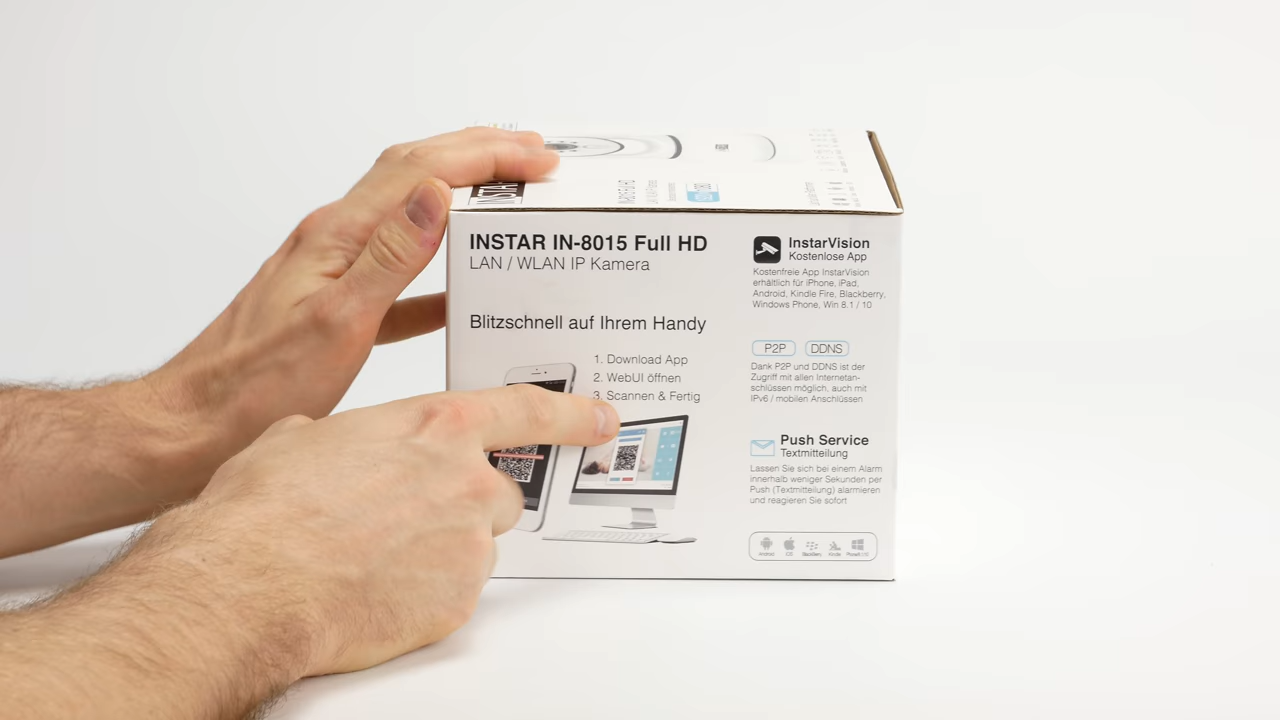 INSTAR IN-8015 Full HD
LAN / WLAN IP Kamera
Blitzschnell auf Ihrem Handy
1. Download App
2. WebUI öffnen
3. Scannen & Fertig
InstarVision
Kostenlose App
Kostenfreie App InstarVision
erhältlich für iPhone, iPad,
Android, Kindle Fire, Blackberry,
Windows Phone, Win 8.1 / 10
P2P DDNS
Dank P2P und DDNS ist der
Zugriff mit allen Internetan-
schlüssen möglich, auch mit
IPv6 / mobilen Anschlüssen
Push Service
Textmitteilung
Lassen Sie sich bei einem Alarm
innerhalb weniger Sekunden per
Push (Textmitteilung) alarmieren
und reagieren Sie sofort
Android iOS BlackBerry Kindle